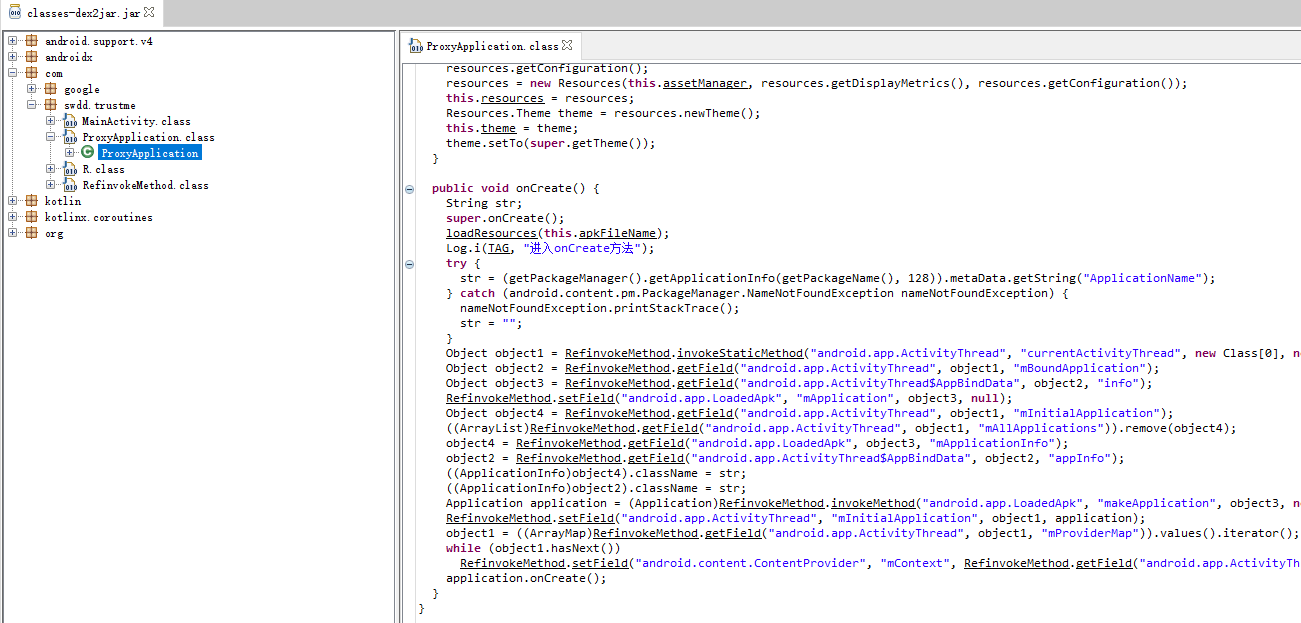 classes-dex2jar.jar
android.support.v4
androidx
com
google
swdd.trustme
MainActivity.class
ProxyApplication.class
ProxyApplication
R.class
RefinvokeMethod.class
kotlin
kotlinx.coroutines
org
ProxyApplication.class
resources.getConfiguration();
resources = new Resources(this.assetManager, resources.getDisplayMetrics(), resources.getConfiguration());
this.resources = resources;
Resources.Theme theme = resources.newTheme();
this.theme = theme;
theme.setTo(super.getTheme());
}
public void onCreate() {
String str;
super.onCreate();
loadResources(this.apkFileName);
Log.i(TAG, "进入onCreate方法");
try {
str = (getPackageManager().getApplicationInfo(getPackageName(), 128)).metaData.getString("ApplicationName");
} catch (android.content.pm.PackageManager.NameNotFoundException nameNotFoundException) {
nameNotFoundException.printStackTrace();
str = "";
}
Object object1 = RefinvokeMethod.invokeStaticMethod("android.app.ActivityThread", "currentActivityThread", new Class[0], n
Object object2 = RefinvokeMethod.getField("android.app.ActivityThread", object1, "mBoundApplication");
Object object3 = RefinvokeMethod.getField("android.app.ActivityThread$AppBindData", object2, "info");
RefinvokeMethod.setField("android.app.LoadedApk", "mApplication", object3, null);
Object object4 = RefinvokeMethod.getField("android.app.ActivityThread", object1, "mInitialApplication");
((ArrayList)RefinvokeMethod.getField("android.app.ActivityThread", object1, "mAllApplications")).remove(object4);
object4 = RefinvokeMethod.getField("android.app.LoadedApk", object3, "mApplicationInfo");
object2 = RefinvokeMethod.getField("android.app.ActivityThread$AppBindData", object2, "appInfo");
((ApplicationInfo)object4).className = str;
((ApplicationInfo)object2).className = str;
Application application = (Application)RefinvokeMethod.invokeMethod("android.app.LoadedApk", "makeApplication", object3, n
RefinvokeMethod.setField("android.app.ActivityThread", "mInitialApplication", object1, application);
object1 = ((ArrayMap)RefinvokeMethod.getField("android.app.ActivityThread", object1, "mProviderMap")).values().iterator();
while (object1.hasNext())
RefinvokeMethod.setField("android.content.ContentProvider", "mContext", RefinvokeMethod.getField("android.app.ActivityTh
application.onCreate();
}
}